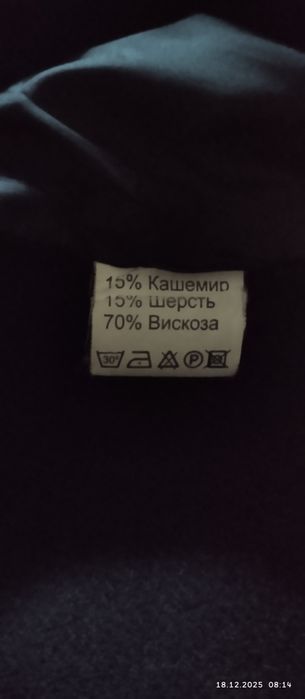 15% Кашемир
15% Шерсть
70% Вискоза
30°
P
18.12.2025 08:14